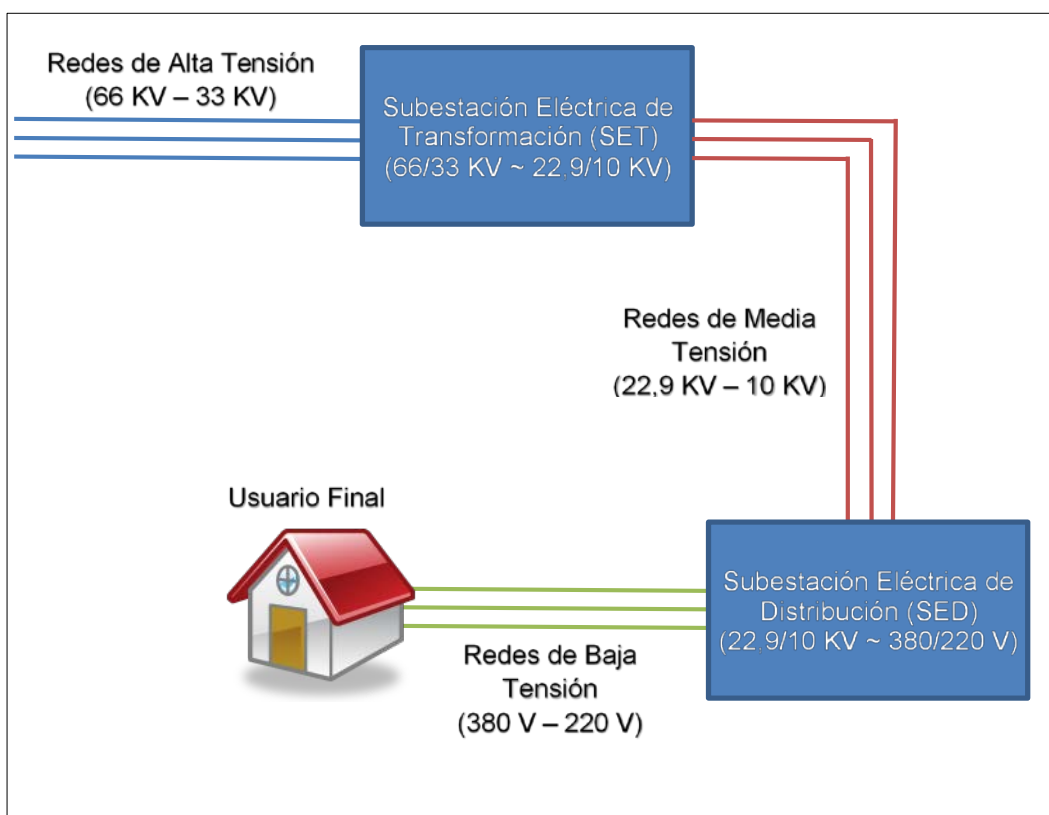 Redes de Alta Tensión
(66 KV – 33 KV)
Subestación Eléctrica de
Transformación (SET)
(66/33 KV ~ 22,9/10 KV)
Redes de Media
Tensión
(22,9 KV – 10 KV)
Usuario Final
Subestación Eléctrica de
Distribución (SED)
(22,9/10 KV ~ 380/220 V)
Redes de Baja
Tensión
(380 V – 220 V)